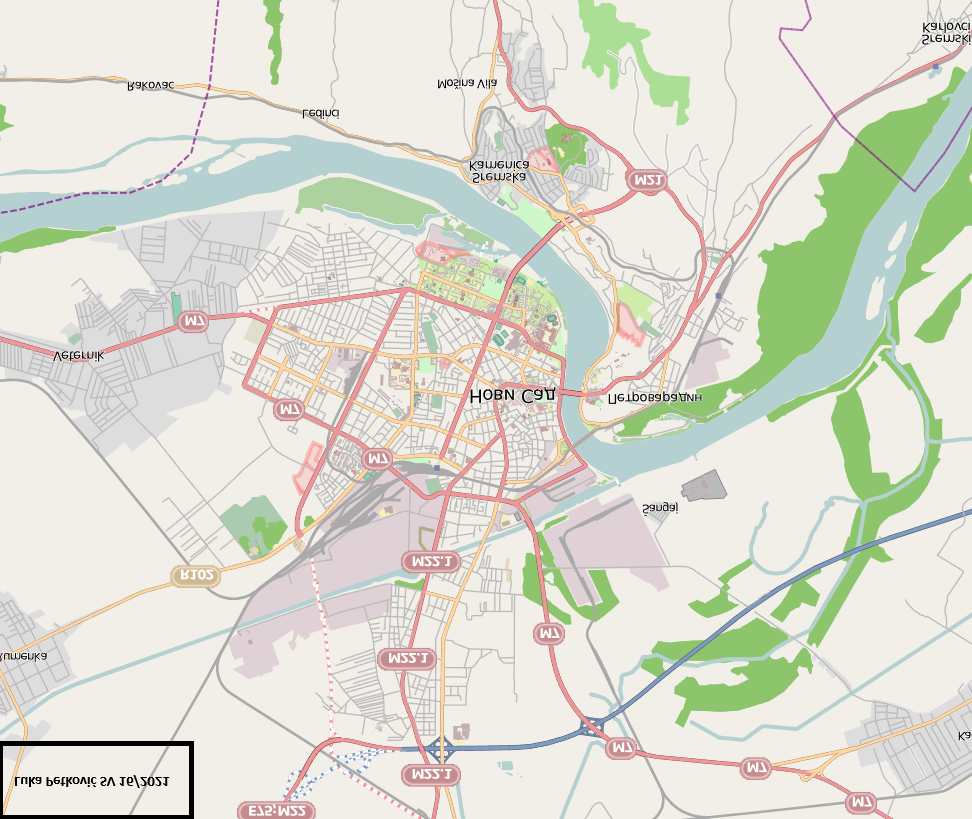 Karlovci
Sremski
Rakovac
Mošina Vila
Ledinci
Kamenica
Sremska
M21
M7
Veternik
Нови Сад
Петроварадин
M7
M7
Šangaj
M22.1
R102
M7
Rumenka
M22.1
Ka
M7
M7
M22.1
Luka Petković SV 16/2021
M7
E75;M22